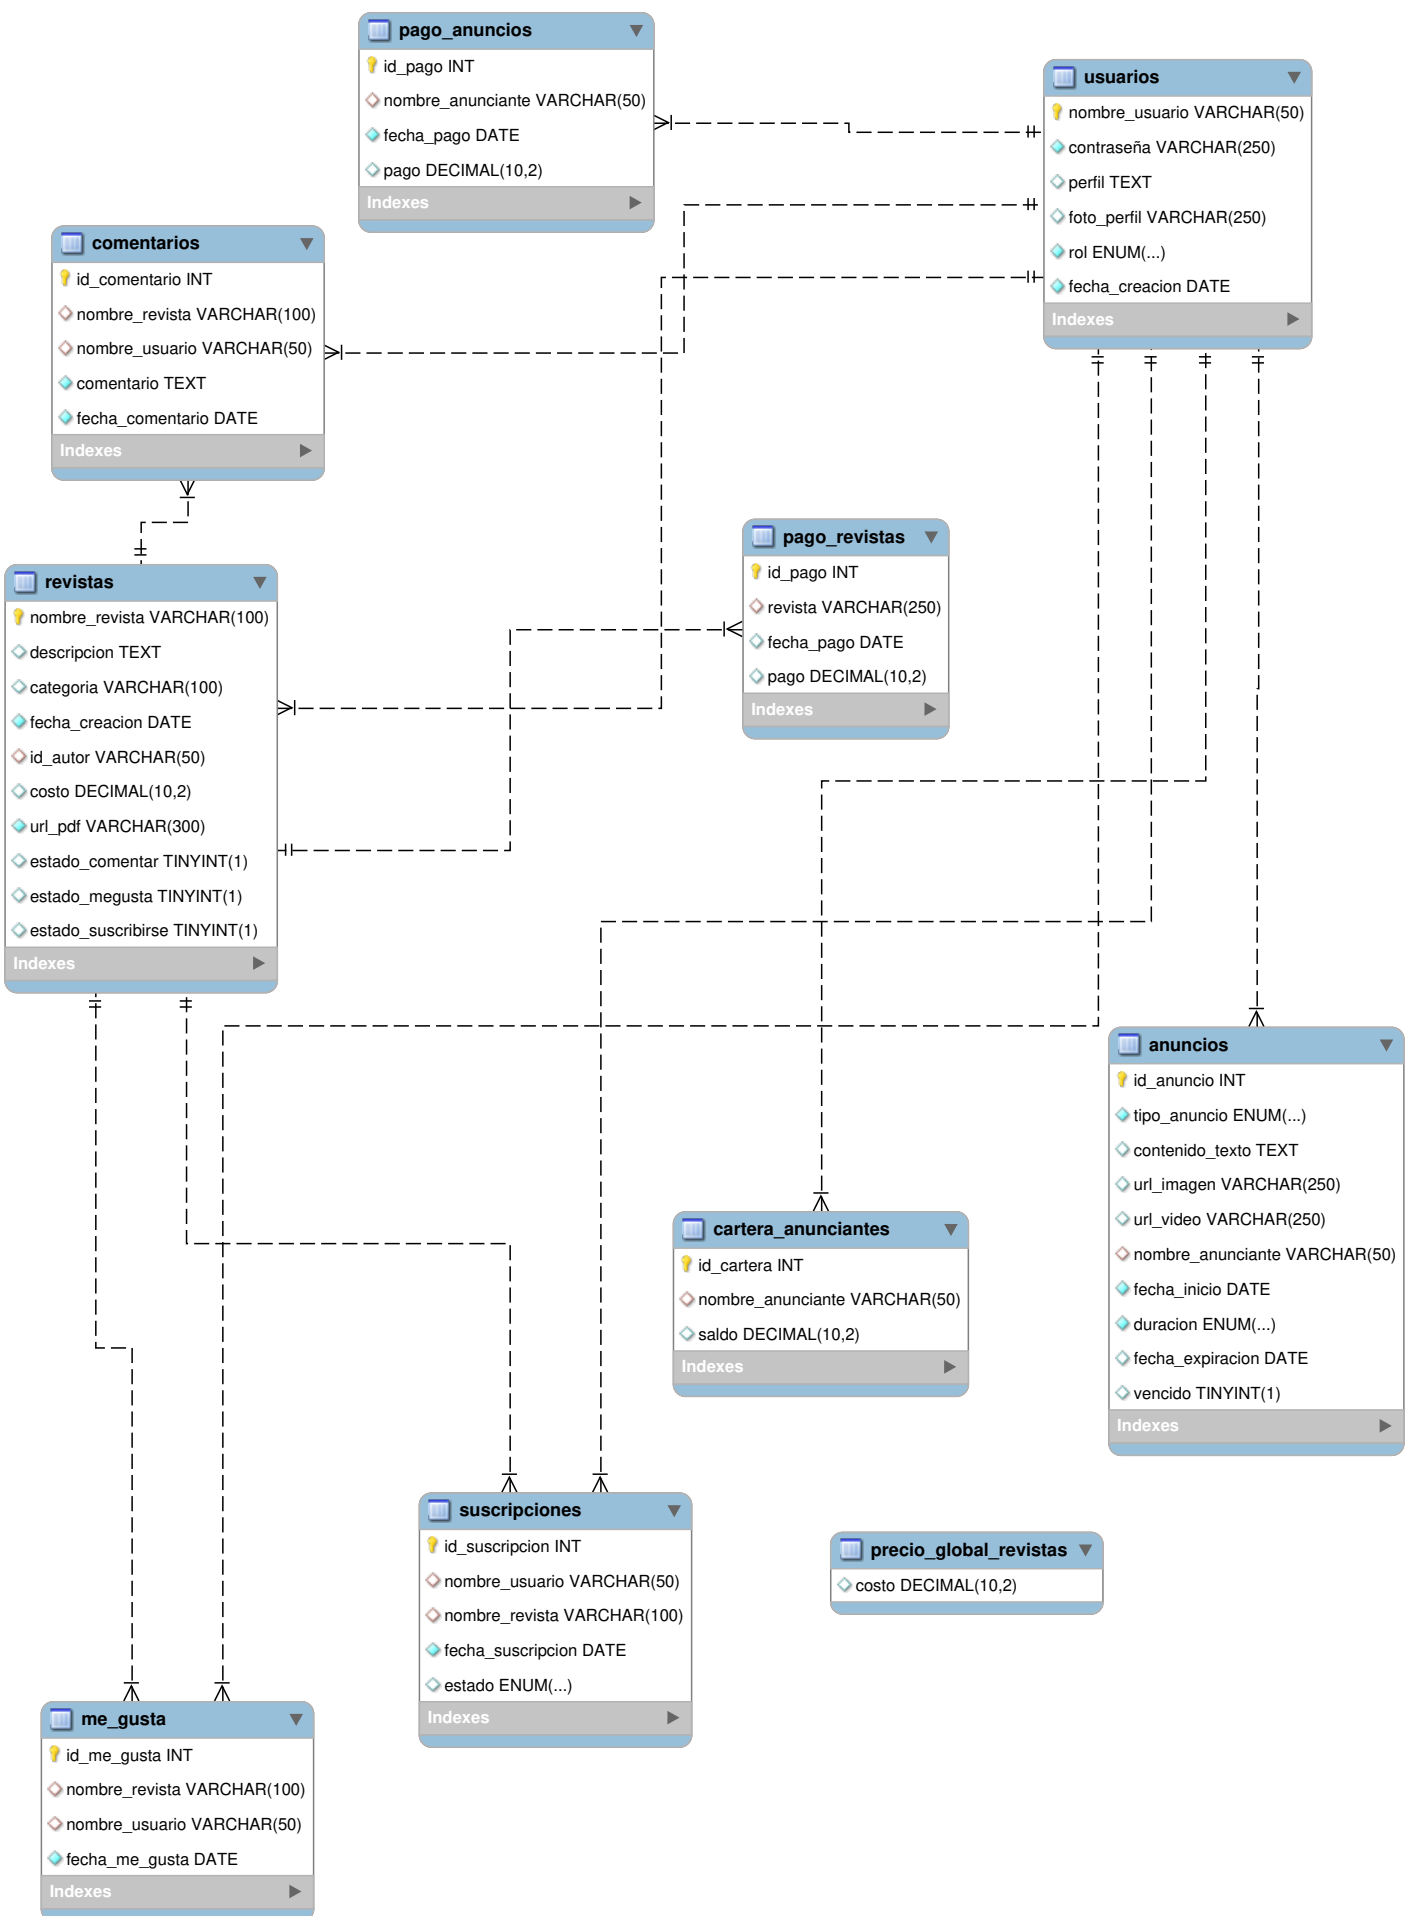 pago_anuncios
id_pago INT
nombre_anunciante VARCHAR(50)
fecha_pago DATE
pago DECIMAL(10,2)
Indexes
usuarios
nombre_usuario VARCHAR(50)
contraseña VARCHAR(250)
perfil TEXT
foto_perfil VARCHAR(250)
rol ENUM(...)
fecha_creacion DATE
Indexes
comentarios
id_comentario INT
nombre_revista VARCHAR(100)
nombre_usuario VARCHAR(50)
comentario TEXT
fecha_comentario DATE
Indexes
pago_revistas
id_pago INT
revista VARCHAR(250)
fecha_pago DATE
pago DECIMAL(10,2)
Indexes
revistas
nombre_revista VARCHAR(100)
descripcion TEXT
categoria VARCHAR(100)
fecha_creacion DATE
id_autor VARCHAR(50)
costo DECIMAL(10,2)
url_pdf VARCHAR(300)
estado_comentar TINYINT(1)
estado_megusta TINYINT(1)
estado_suscribirse TINYINT(1)
Indexes
anuncios
id_anuncio INT
tipo_anuncio ENUM(...)
contenido_texto TEXT
url_imagen VARCHAR(250)
url_video VARCHAR(250)
nombre_anunciante VARCHAR(50)
fecha_inicio DATE
duracion ENUM(...)
fecha_expiracion DATE
vencido TINYINT(1)
Indexes
cartera_anunciantes
id_cartera INT
nombre_anunciante VARCHAR(50)
saldo DECIMAL(10,2)
Indexes
suscripciones
id_suscripcion INT
nombre_usuario VARCHAR(50)
nombre_revista VARCHAR(100)
fecha_suscripcion DATE
estado ENUM(...)
Indexes
precio_global_revistas
costo DECIMAL(10,2)
me_gusta
id_me_gusta INT
nombre_revista VARCHAR(100)
nombre_usuario VARCHAR(50)
fecha_me_gusta DATE
Indexes